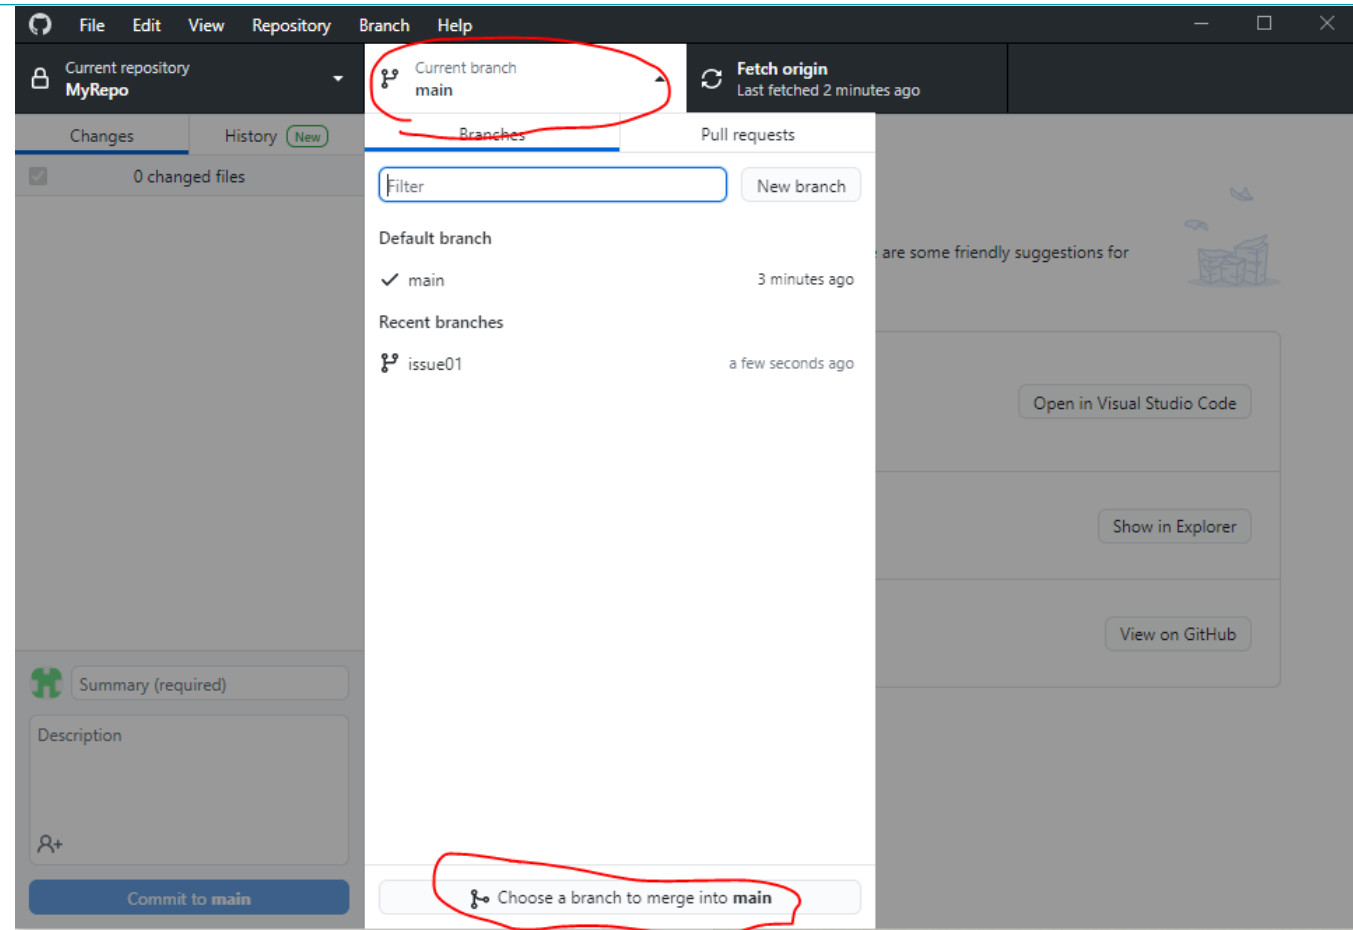 File Edit View Repository Branch Help
Current repository
MyRepo
Current branch
main
Fetch origin
Last fetched 2 minutes ago
Changes History New
Branches Pull requests
0 changed files
Filter New branch
Default branch
are some friendly suggestions for
main 3 minutes ago
Recent branches
issue01 a few seconds ago
Open in Visual Studio Code
Show in Explorer
View on GitHub
Summary (required)
Description
Choose a branch to merge into main
Commit to main